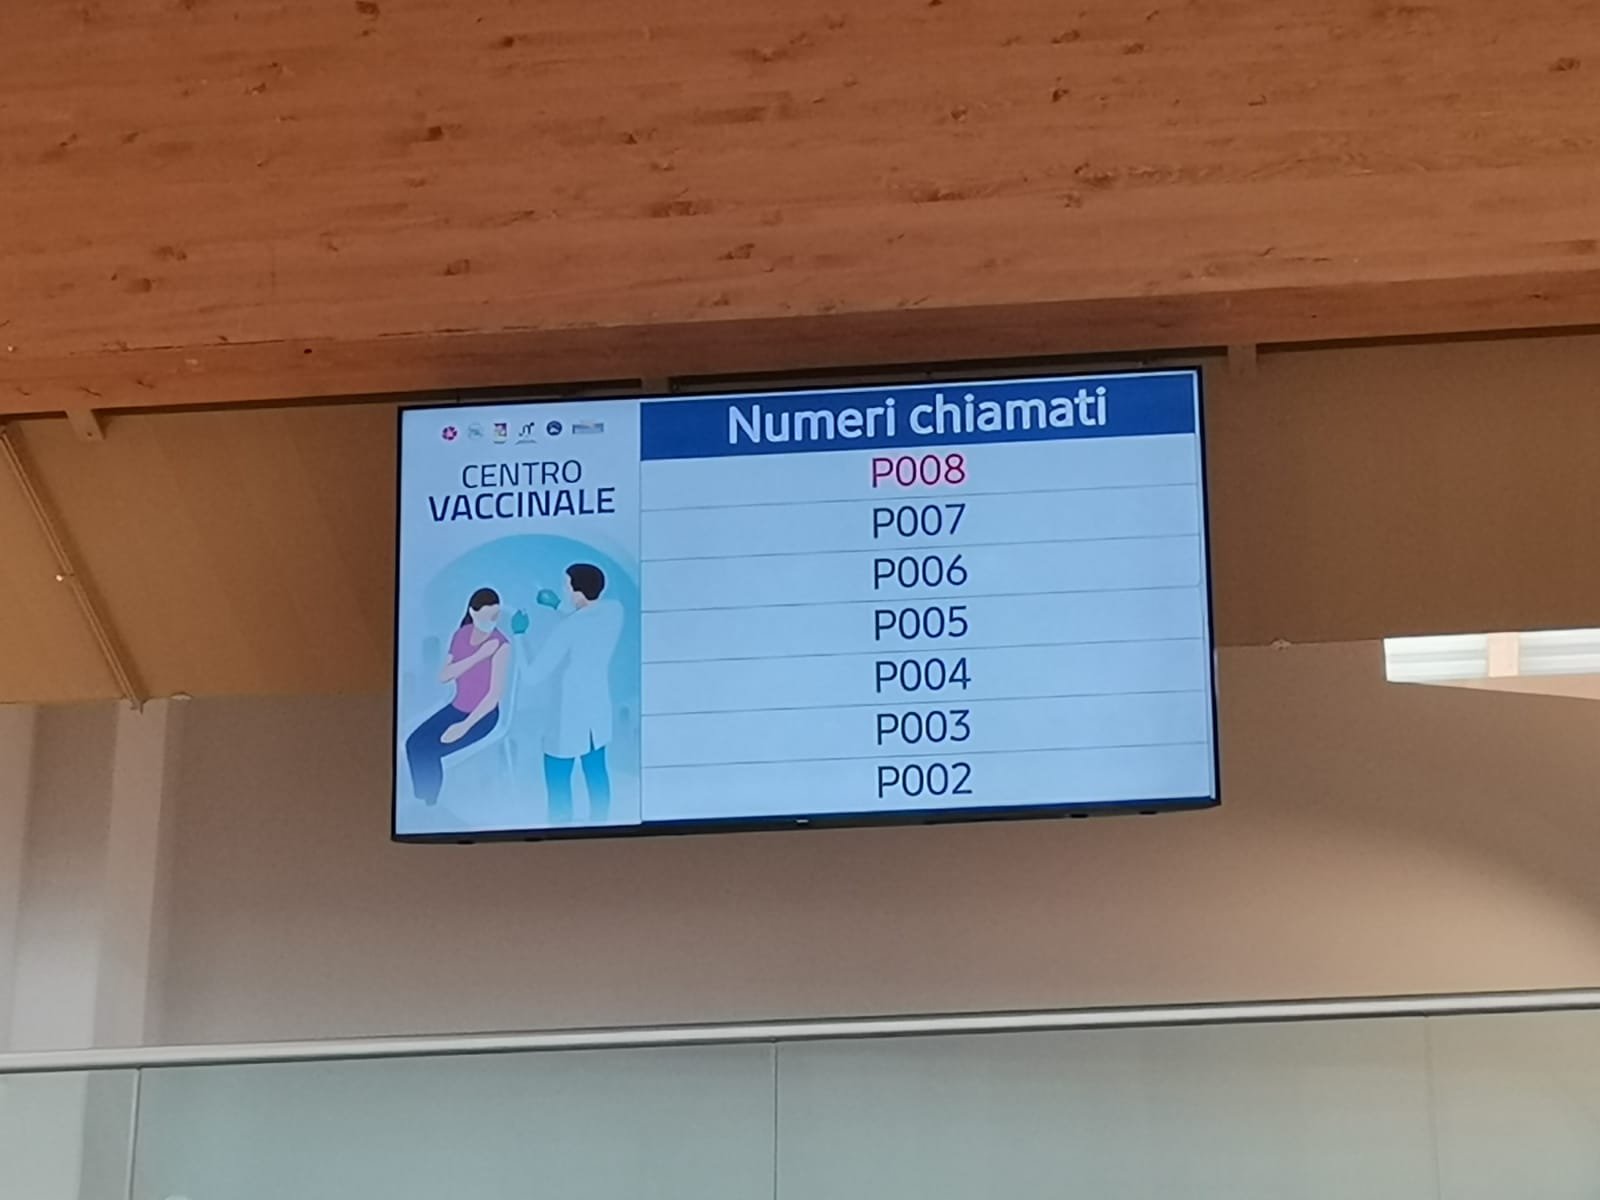 CENTRO
VACCINALE
Numeri chiamati
P008
P007
P006
P005
P004
P003
P002